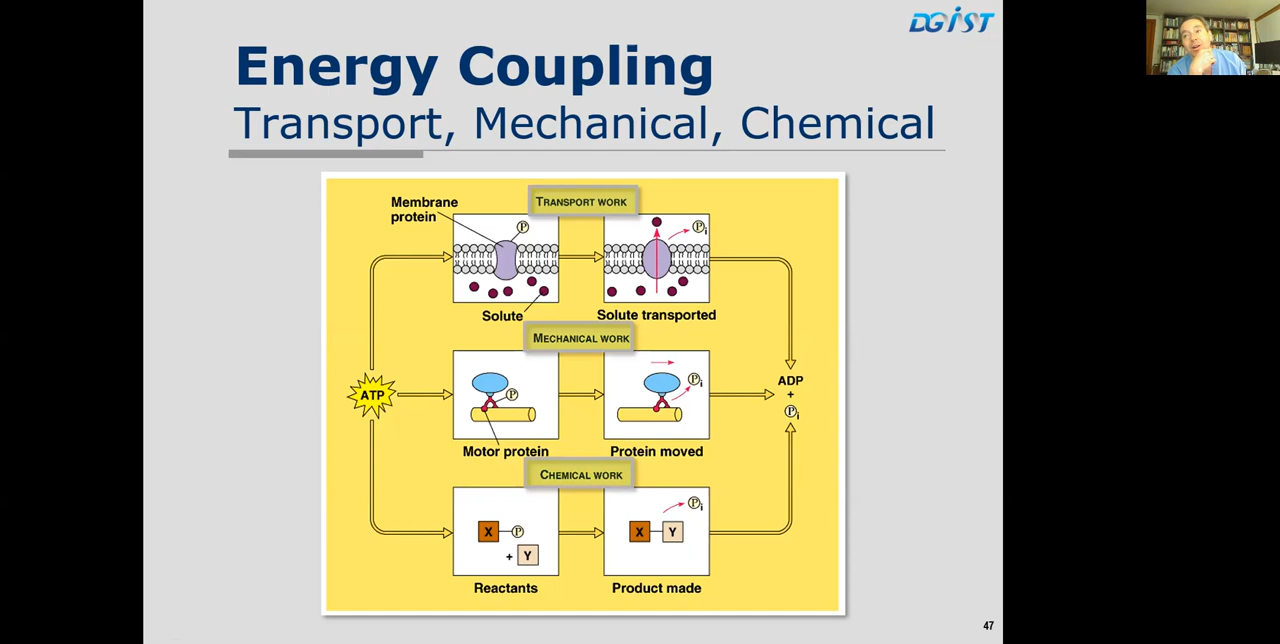 DGIST
Energy Coupling
Transport, Mechanical, Chemical
TRANSPORT WORK
Membrane
protein
P
Pi
Solute
Solute transported
MECHANICAL WORK
ATP
P
Pi
ADP
+
Pi
Motor protein
Protein moved
CHEMICAL WORK
X P
+ Y
X Y
Pi
Reactants
Product made
47